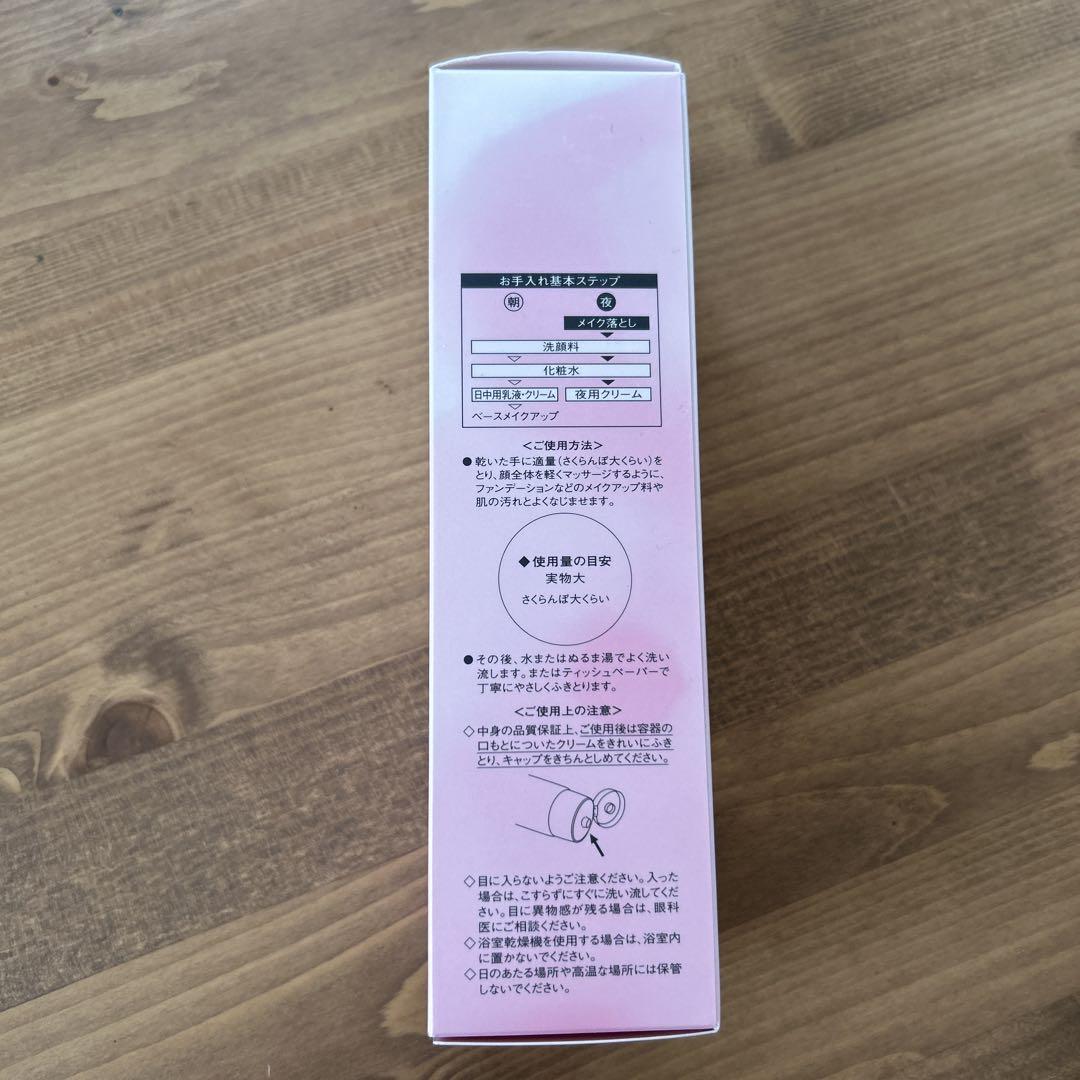 お手入れ基本ステップ
朝 夜
メイク落とし
洗顔料
化粧水
日中用乳液・クリーム 夜用クリーム
ベースメイクアップ
＜ご使用方法＞
●乾いた手に適量(さくらんぼ大くらい)を
とり、顔全体を軽くマッサージするように、
ファンデーションなどのメイクアップ料や
肌の汚れとよくなじませます。
◆使用量の目安
実物大
さくらんぼ大くらい
●その後、水またはぬるま湯でよく洗い
流します。またはティッシュペーパーで
丁寧にやさしくふきとります。
＜ご使用上の注意＞
◇中身の品質保証上、ご使用後は容器の
口もとについたクリームをきれいにふき
とり、キャップをきちんとしめてください。
◇目に入らないようご注意ください。入った
場合は、こすらずにすぐに洗い流してくだ
さい。目に異物感が残る場合は、眼科
医にご相談ください。
◇浴室乾燥機を使用する場合は、浴室内
に置かないでください。
◇日のあたる場所や高温な場所には保管
しないでください。